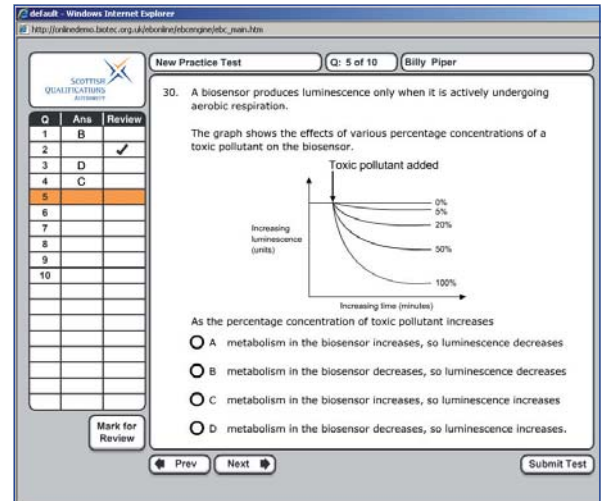 default - Windows Internet Explorer
http://onlinedemo.biotec.org.uk/ebonline/ebcengine/ebc_main.htm
SCOTTISH
QUALIFICATIONS
AUTHORITY
New Practice Test
Q: 5 of 10
Billy Piper
Q Ans Review
1 B
2 ✓
3 D
4 C
5
6
7
8
9
10
Mark for
Review
30. A biosensor produces luminescence only when it is actively undergoing
aerobic respiration.
The graph shows the effects of various percentage concentrations of a
toxic pollutant on the biosensor.
Toxic pollutant added
Increasing
luminescence
(units)
0%
5%
20%
50%
100%
Increasing time (minutes)
As the percentage concentration of toxic pollutant increases
A metabolism in the biosensor increases, so luminescence decreases
B metabolism in the biosensor decreases, so luminescence decreases
C metabolism in the biosensor increases, so luminescence increases
D metabolism in the biosensor decreases, so luminescence increases.
Prev
Next
Submit Test